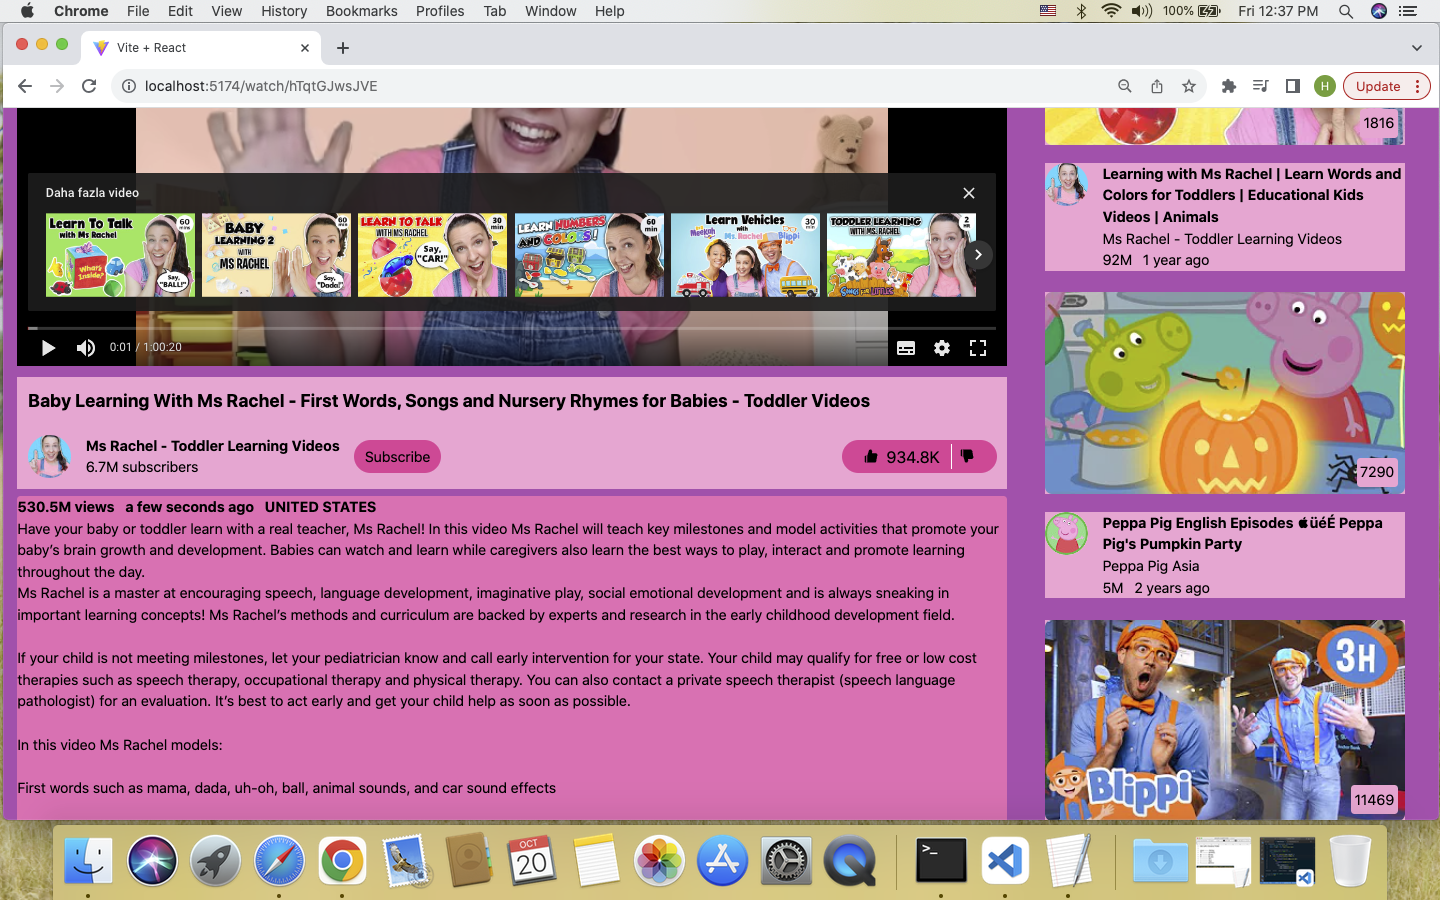 Chrome File Edit View History Bookmarks Profiles Tab Window Help 100% Fri 12:37 PM
Vite + React
localhost:5174/watch/hTqtGJwsJVE
H
Update
Daha fazla video
Learn To Talk
with Ms Rachel
60 mins
What's Inside?
Say, "BALL!"
BABY LEARNING 2 WITH MS RACHEL
60 min
Say, "Dada!"
LEARN TO TALK
WITH MS RACHEL
30 min
Say, "CAR!"
LEARN NUMBERS AND COLORS!
60 min
Learn Vehicles
with
Meekah
Ms. Rachel
Blippi
30 min
TODDLER LEARNING
WITH MS RACHEL
SONGS FOR LITTLES
0:01 / 1:00:20
Baby Learning With Ms Rachel - First Words, Songs and Nursery Rhymes for Babies - Toddler Videos
Ms Rachel - Toddler Learning Videos
6.7M subscribers
Subscribe
934.8K
530.5M views a few seconds ago UNITED STATES
Have your baby or toddler learn with a real teacher, Ms Rachel! In this video Ms Rachel will teach key milestones and model activities that promote your
baby’s brain growth and development. Babies can watch and learn while caregivers also learn the best ways to play, interact and promote learning
throughout the day.
Ms Rachel is a master at encouraging speech, language development, imaginative play, social emotional development and is always sneaking in
important learning concepts! Ms Rachel’s methods and curriculum are backed by experts and research in the early childhood development field.
If your child is not meeting milestones, let your pediatrician know and call early intervention for your state. Your child may qualify for free or low cost
therapies such as speech therapy, occupational therapy and physical therapy. You can also contact a private speech therapist (speech language
pathologist) for an evaluation. It’s best to act early and get your child help as soon as possible.
In this video Ms Rachel models:
First words such as mama, dada, uh-oh, ball, animal sounds, and car sound effects
1816
Learning with Ms Rachel | Learn Words and
Colors for Toddlers | Educational Kids
Videos | Animals
Ms Rachel - Toddler Learning Videos
92M 1 year ago
7290
Peppa Pig English Episodes üéÉ Peppa
Pig's Pumpkin Party
Peppa Pig Asia
5M 2 years ago
3H
Blippi
11469
OCT
20
>_